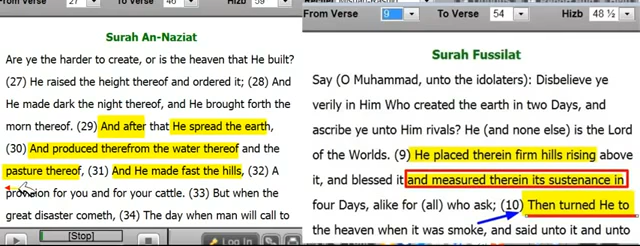 From Verse 27 To Verse 46 Hizb 59
Surah An-Naziat
Are ye the harder to create, or is the heaven that He built?
(27) He raised the height thereof and ordered it; (28) And
He made dark the night thereof, and He brought forth the
morn thereof. (29) And after that He spread the earth,
(30) And produced therefrom the water thereof and the
pasture thereof, (31) And He made fast the hills, (32) A
provision for you and for your cattle. (33) But when the
great disaster cometh, (34) The day when man will call to
[Stop]
Log In
From Verse 9 To Verse 54 Hizb 48 ½
Surah Fussilat
Say (O Muhammad, unto the idolaters): Disbelieve ye
verily in Him Who created the earth in two Days, and
ascribe ye unto Him rivals? He (and none else) is the Lord
of the Worlds. (9) He placed therein firm hills rising above
it, and blessed it and measured therein its sustenance in
four Days, alike for (all) who ask; (10) Then turned He to
the heaven when it was smoke, and said unto it and unto